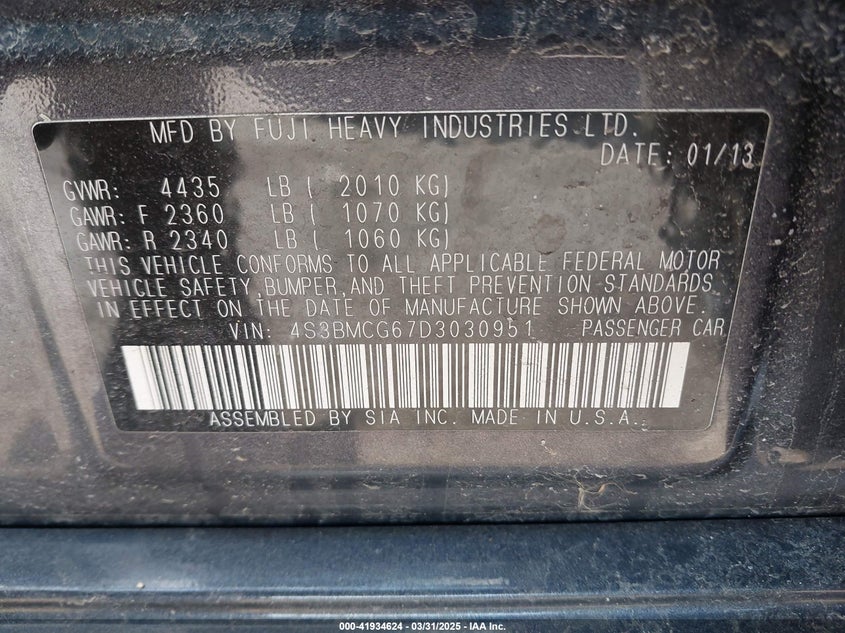 MFD BY FUJI HEAVY INDUSTRIES LTD.
DATE: 01/13
GVWR: 4435 LB ( 2010 KG)
GAWR: F 2360 LB ( 1070 KG)
GAWR: R 2340 LB ( 1060 KG)
THIS VEHICLE CONFORMS TO ALL APPLICABLE FEDERAL MOTOR
VEHICLE SAFETY, BUMPER, AND THEFT PREVENTION STANDARDS
IN EFFECT ON THE DATE OF MANUFACTURE SHOWN ABOVE.
VIN: 4S3BMCG67D3030951 PASSENGER CAR
ASSEMBLED BY SIA INC. MADE IN U.S.A.
000-41934624 - 03/31/2025 - IAA Inc.